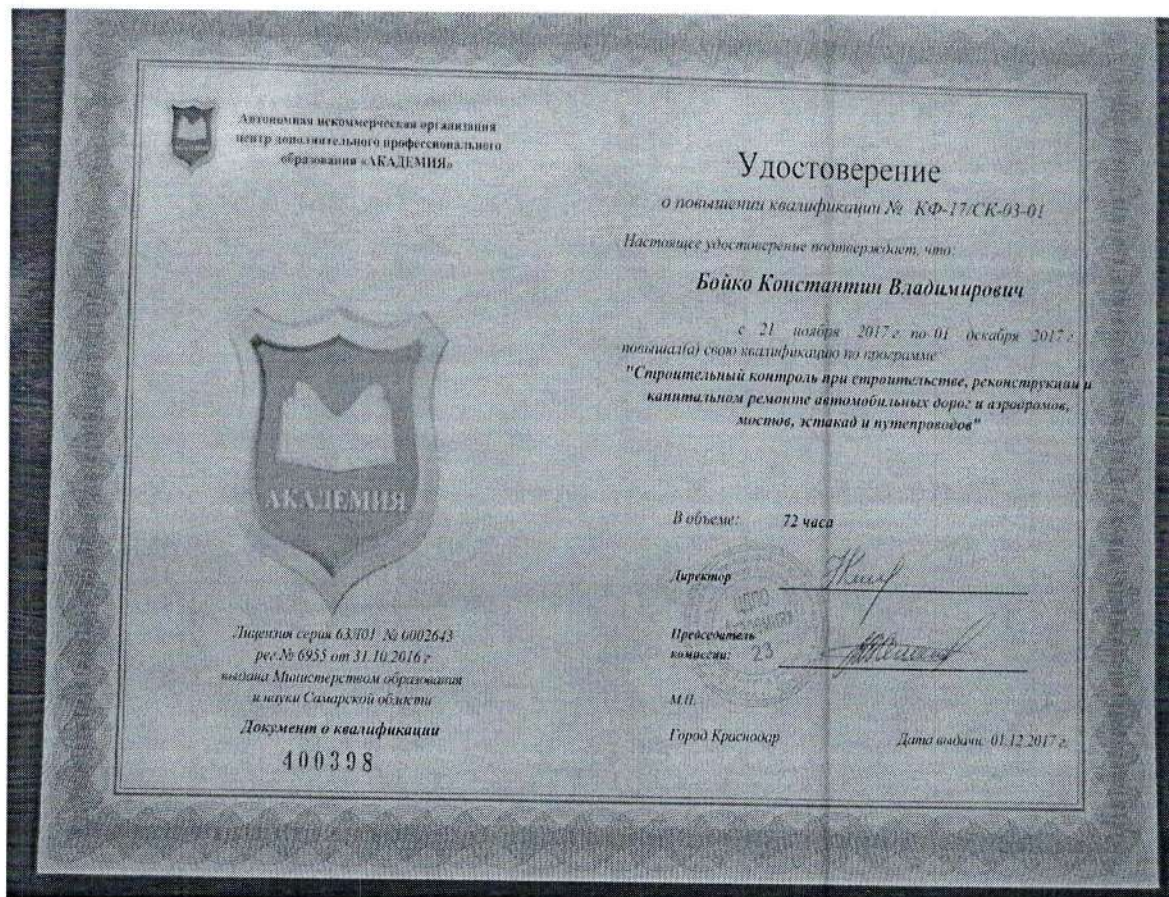 Автономная некоммерческая организация
центр дополнительного профессионального
образования «АКАДЕМИЯ»
АКАДЕМИЯ
Лицензия серия 63Л01 № 0002643
рег.№ 6955 от 31.10.2016 г
выдана Министерством образования
и науки Самарской области
Документ о квалификации
400398
Удостоверение
о повышении квалификации № КФ-17/СК-03-01
Настоящее удостоверение подтверждает, что:
Бойко Константин Владимирович
с 21 ноября 2017 г. по 01 декабря 2017 г.
повышал(а) свою квалификацию по программе
"Строительный контроль при строительстве, реконструкции и
капитальном ремонте автомобильных дорог и аэродромов,
мостов, эстакад и путепроводов"
В объеме: 72 часа
Директор
ЦДПО
Председатель
комиссии: 23
М.П.
Город Краснодар Дата выдачи: 01.12.2017 г.